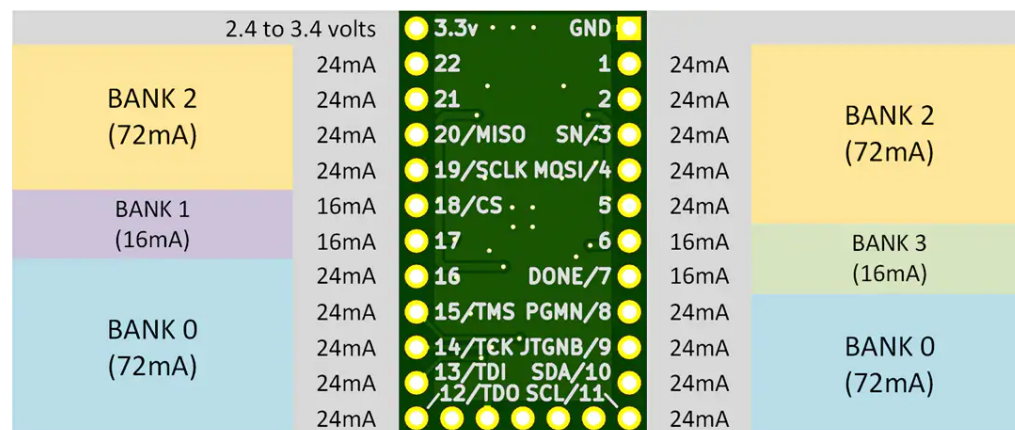 2.4 to 3.4 volts 3.3v GND
24mA 22 1 24mA
BANK 2
(72mA)
24mA 21 2 24mA
BANK 2
(72mA)
24mA 20/MISO SN/3 24mA
24mA 19/SCLK MOSI/4 24mA
BANK 1
(16mA)
16mA 18/CS 5 24mA
16mA 17 6 16mA
BANK 3
(16mA)
24mA 16 DONE/7 16mA
24mA 15/TMS PGMN/8 24mA
BANK 0
(72mA)
24mA 14/TCK JTGNB/9 24mA
BANK 0
(72mA)
24mA 13/TDI SDA/10 24mA
24mA 12/TDO SCL/11 24mA